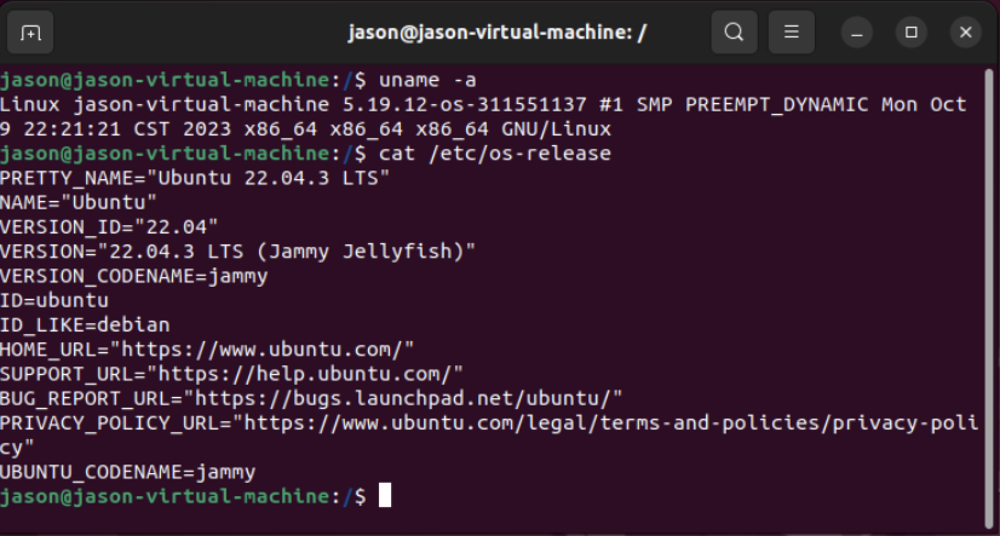 jason@jason-virtual-machine: /
jason@jason-virtual-machine:/$ uname -a
Linux jason-virtual-machine 5.19.12-os-311551137 #1 SMP PREEMPT_DYNAMIC Mon Oct
9 22:21:21 CST 2023 x86_64 x86_64 x86_64 GNU/Linux
jason@jason-virtual-machine:/$ cat /etc/os-release
PRETTY_NAME="Ubuntu 22.04.3 LTS"
NAME="Ubuntu"
VERSION_ID="22.04"
VERSION="22.04.3 LTS (Jammy Jellyfish)"
VERSION_CODENAME=jammy
ID=ubuntu
ID_LIKE=debian
HOME_URL="https://www.ubuntu.com/"
SUPPORT_URL="https://help.ubuntu.com/"
BUG_REPORT_URL="https://bugs.launchpad.net/ubuntu/"
PRIVACY_POLICY_URL="https://www.ubuntu.com/legal/terms-and-policies/privacy-poli
cy"
UBUNTU_CODENAME=jammy
jason@jason-virtual-machine:/$